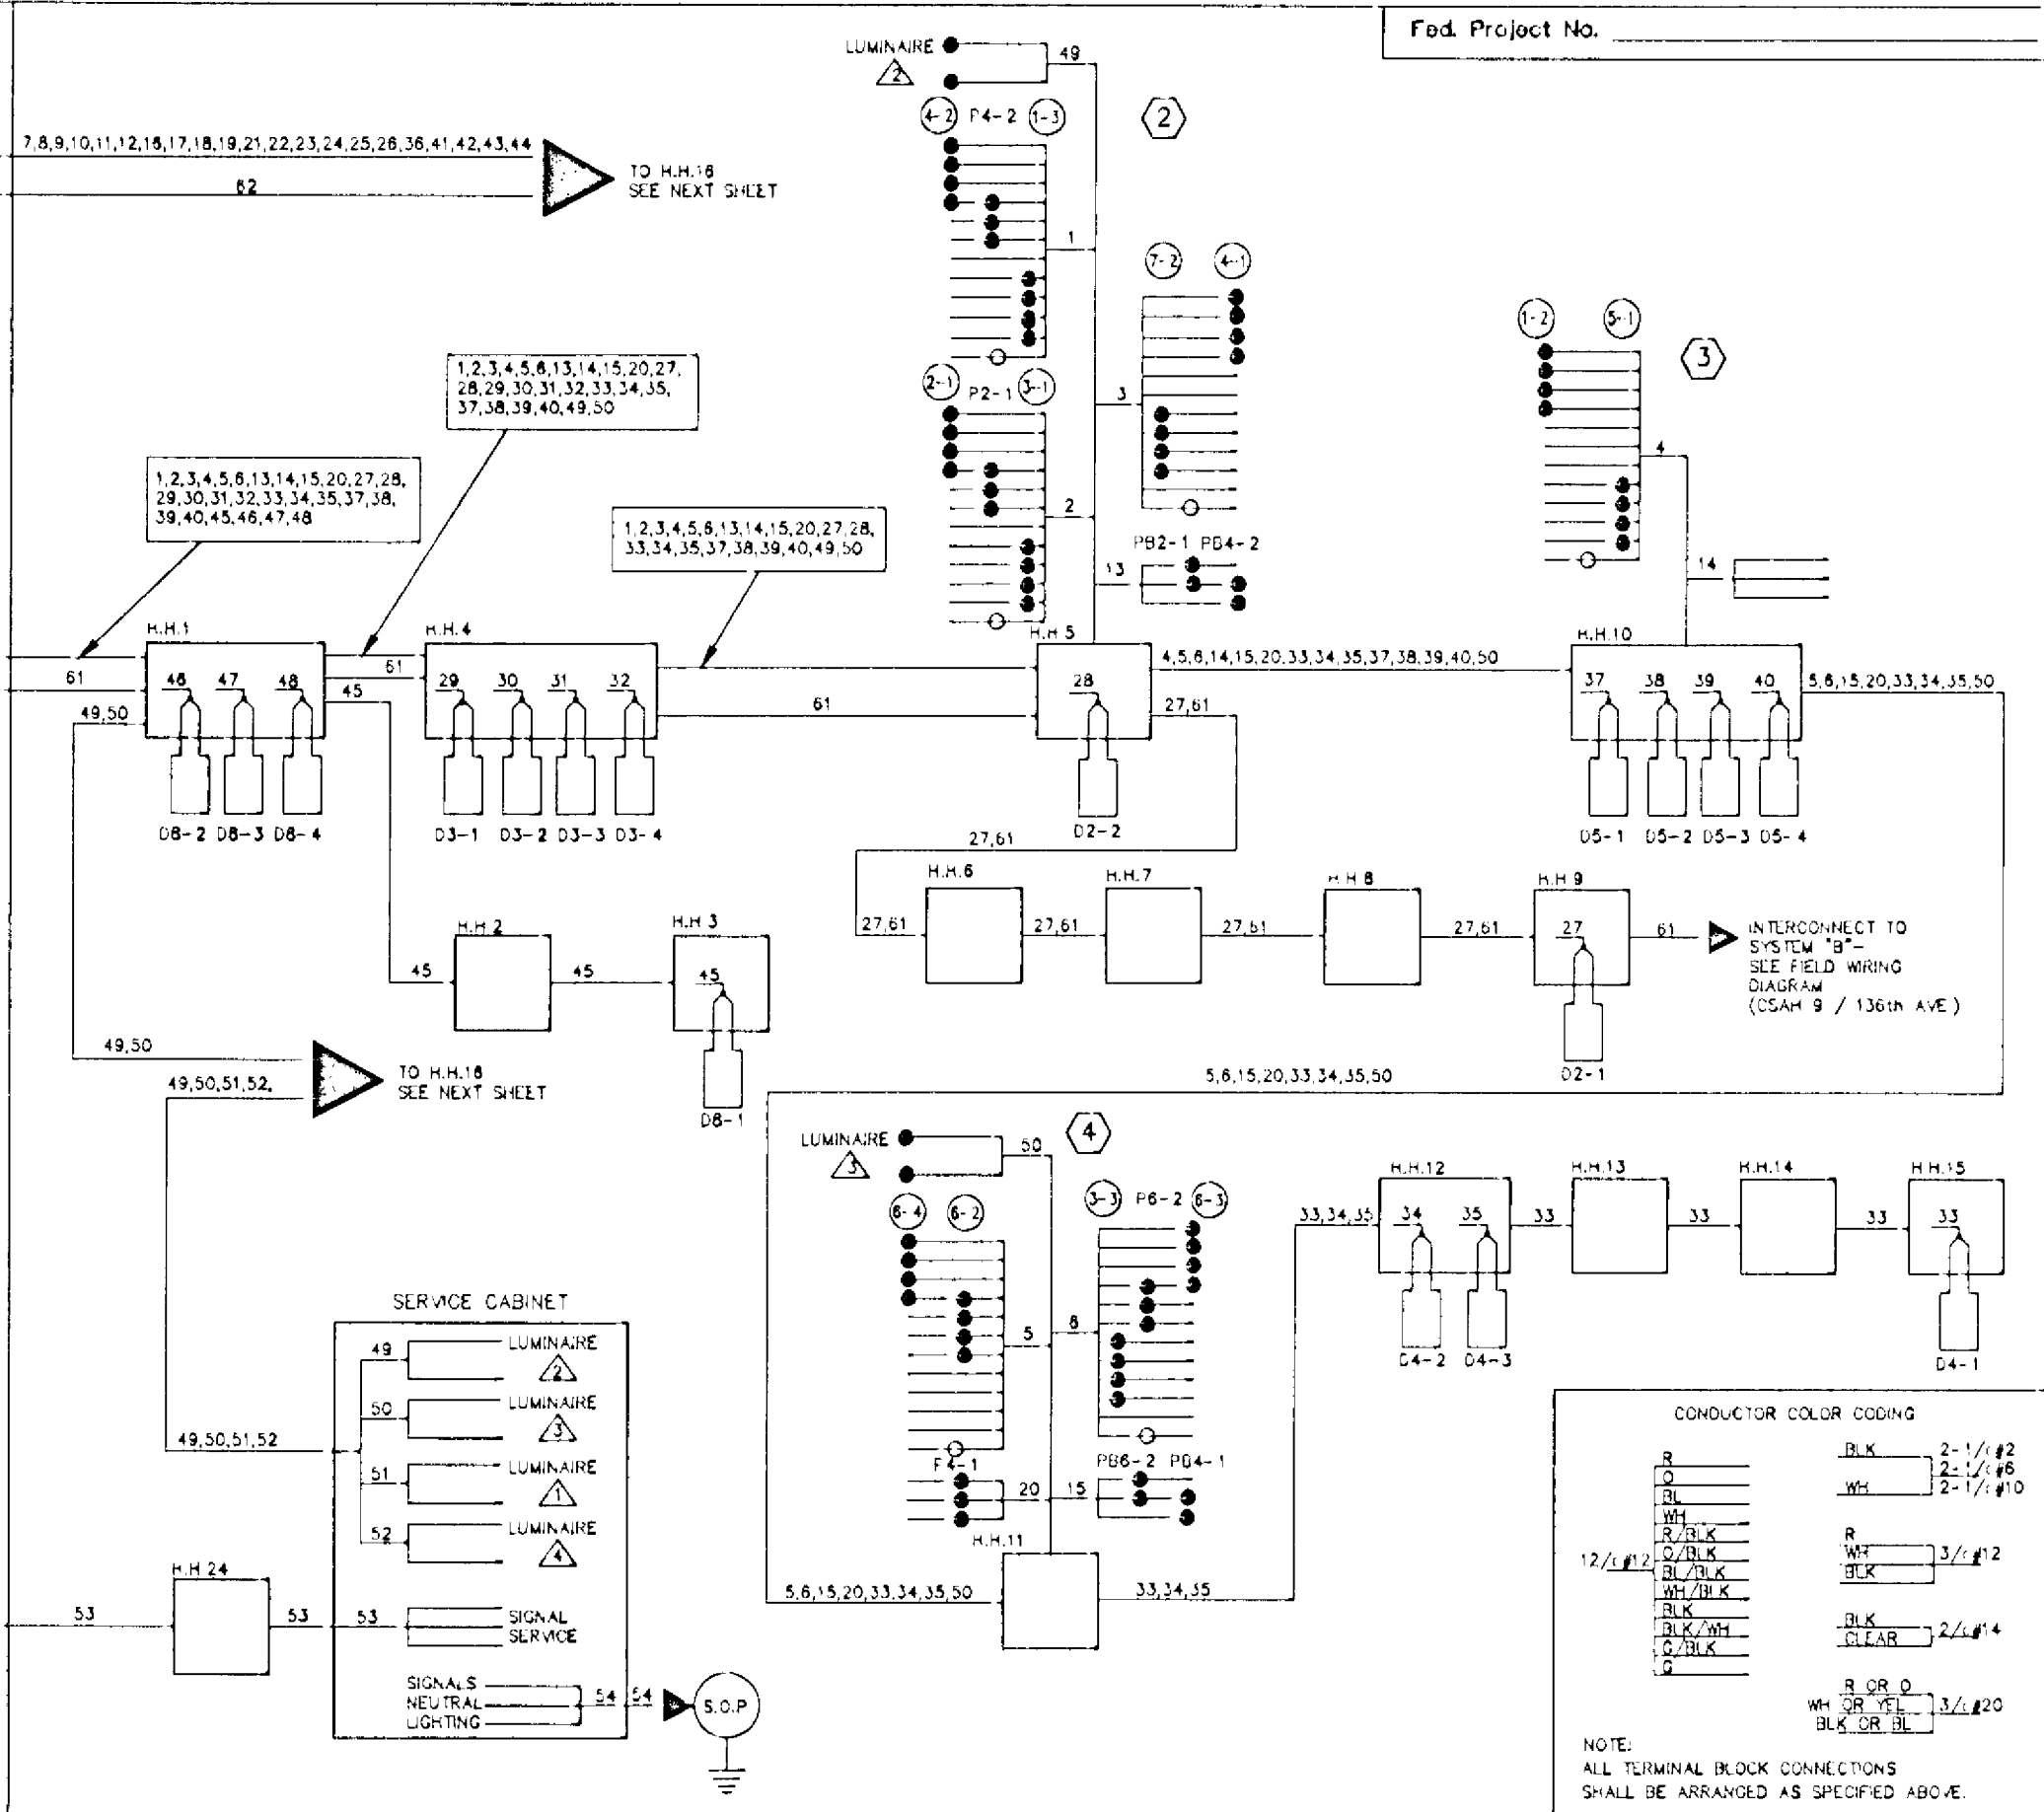 Fed. Project No.
LUMINAIRE
2
49
4-2 P4-2 1-3
2
7,8,9,10,11,12,16,17,18,19,21,22,23,24,25,26,36,41,42,43,44
62
TO H.H.16
SEE NEXT SHEET
1
7-2 4-1
3
2-1 P2-1 3-1
2
PB2-1 PB4-2
13
1-2 5-1
3
4
14
1,2,3,4,5,6,13,14,15,20,27,
28,29,30,31,32,33,34,35,
37,38,39,40,49,50
1,2,3,4,5,6,13,14,15,20,27,28,
29,30,31,32,33,34,35,37,38,
39,40,45,46,47,48
1,2,3,4,5,6,13,14,15,20,27,28,
33,34,35,37,38,39,40,49,50
H.H.1
61
46 47 48
49,50
D8-2 D8-3 D8-4
61
45
H.H.4
29 30 31 32
D3-1 D3-2 D3-3 D3-4
61
H.H.5
28
D2-2
4,5,6,14,15,20,33,34,35,37,38,39,40,50
27,61
H.H.10
37 38 39 40
D5-1 D5-2 D5-3 D5-4
5,6,15,20,33,34,35,50
27,61
H.H.6
H.H.7
H.H.8
H.H.9
27,61
27,61
27,61
27,61
27
D2-1
61
INTERCONNECT TO
SYSTEM "B"-
SEE FIELD WIRING
DIAGRAM
(CSAH 9 / 136th AVE)
H.H.2
H.H.3
45
45
45
D8-1
49,50
49,50,51,52.
TO H.H.16
SEE NEXT SHEET
5,6,15,20,33,34,35,50
LUMINAIRE
3
50
4
6-4 6-2
3-3 P6-2 6-3
5
6
P4-1
20
PB6-2 PB4-1
15
H.H.11
5,6,15,20,33,34,35,50
33,34,35
33,34,35
H.H.12
34 35
D4-2 D4-3
33
H.H.13
33
H.H.14
33
H.H.15
33
D4-1
SERVICE CABINET
49
LUMINAIRE
2
50
LUMINAIRE
3
49,50,51,52
51
LUMINAIRE
1
52
LUMINAIRE
4
H.H.24
53
53
53
SIGNAL
SERVICE
SIGNALS
NEUTRAL
LIGHTING
54 54
S.O.P
CONDUCTOR COLOR CODING
R
O
BL
WH
R/BLK
O/BLK
BL/BLK
WH/BLK
BLK
BLK/WH
G/BLK
G
12/c#12
BLK
WH
2-1/c#2
2-1/c#6
2-1/c#10
R
WH
BLK
3/c#12
BLK
CLEAR
2/c#14
R OR O
WH OR YEL
BLK OR BL
3/c#20
NOTE:
ALL TERMINAL BLOCK CONNECTIONS
SHALL BE ARRANGED AS SPECIFIED ABOVE.